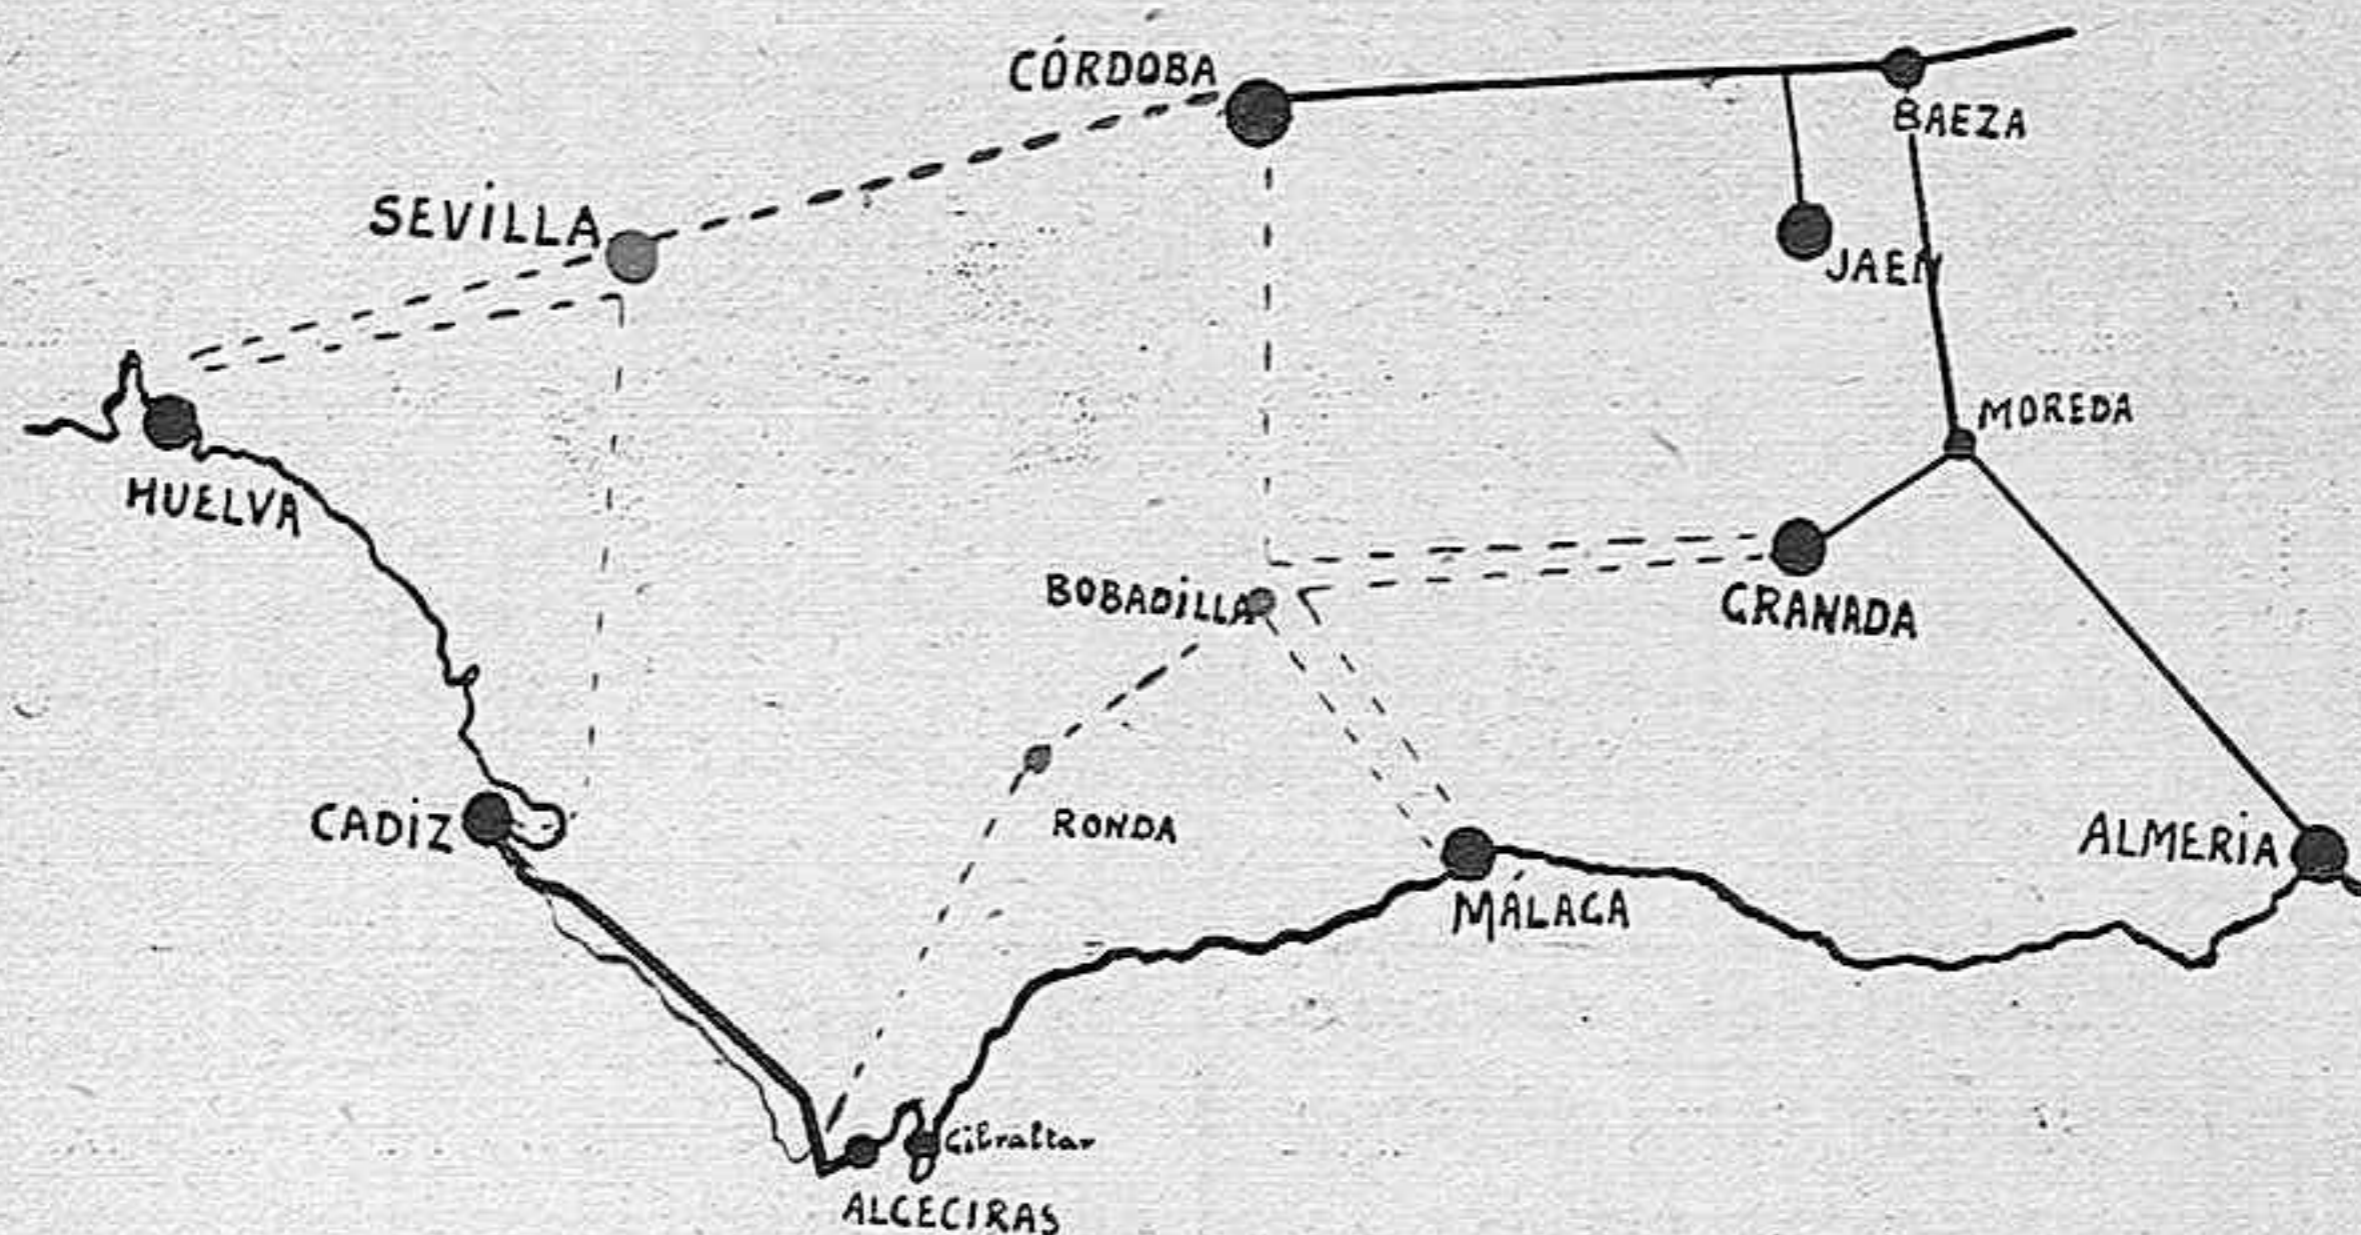 CÓRDOBA
BAEZA
SEVILLA
JAEN
MOREDA
HUELVA
BOBADILLA
GRANADA
CADIZ
RONDA
ALMERIA
MÁLAGA
Gibraltar
ALGECIRAS